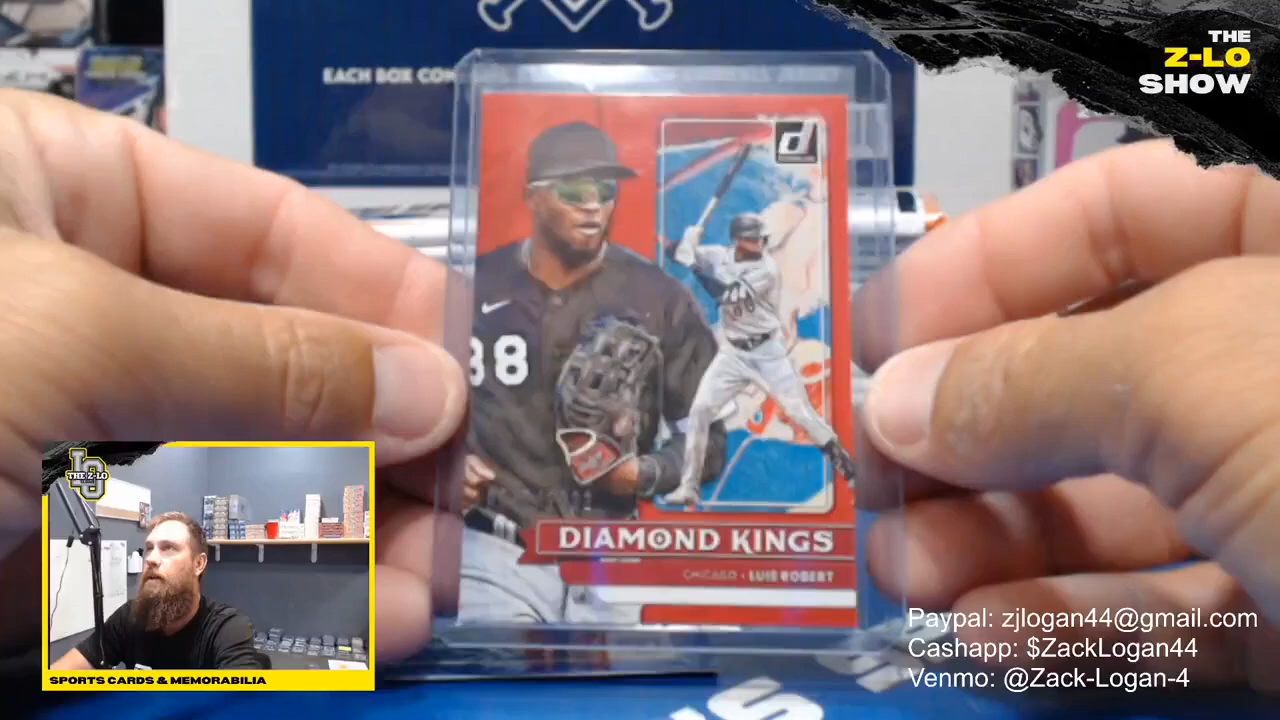 THE
Z-LO
SHOW
EACH BOX CON
d
88
DIAMOND KINGS
CHICAGO • LUIS ROBERT
LO
THE Z-LO
SPORTS CARDS & MEMORABILIA
Paypal: zjlogan44@gmail.com
Cashapp: $ZackLogan44
Venmo: @Zack-Logan-4